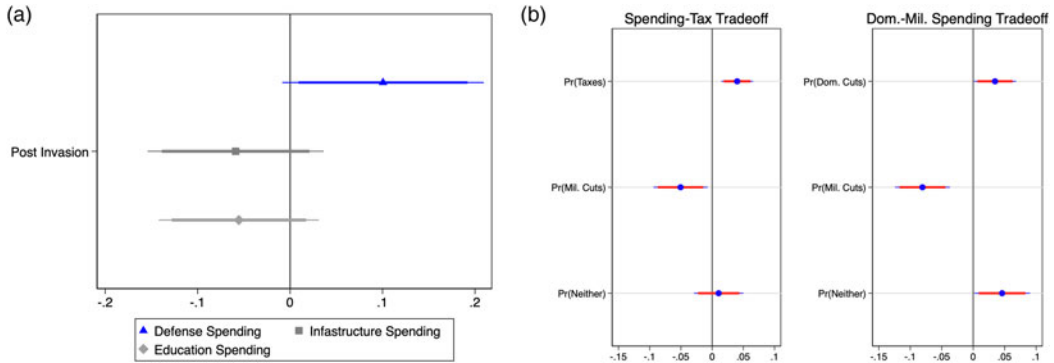 (a)
Post Invasion
-.2 -.1 0 .1 .2
Defense Spending Infastructure Spending
Education Spending
(b)
Spending-Tax Tradeoff
Pr(Taxes)
Pr(Mil. Cuts)
Pr(Neither)
-.15 -.1 -.05 0 .05 .1
Dom.-Mil. Spending Tradeoff
Pr(Dom. Cuts)
Pr(Mil. Cuts)
Pr(Neither)
-.15 -.1 -.05 0 .05 .1